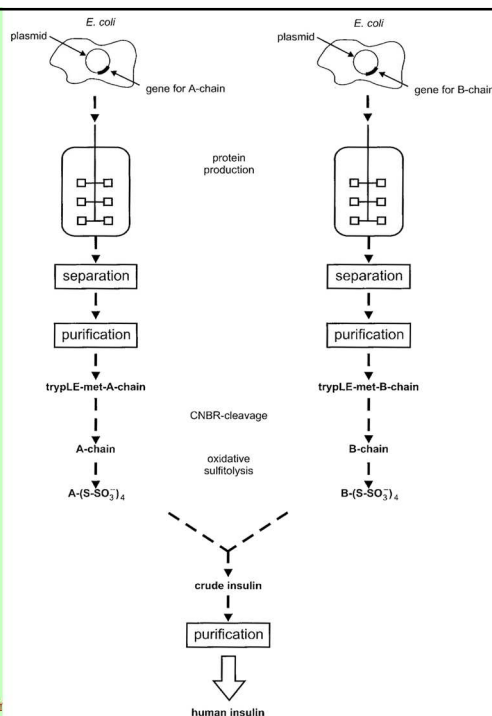 E. coli
plasmid
gene for A-chain
E. coli
plasmid
gene for B-chain
protein
production
separation
separation
purification
purification
trypLE-met-A-chain
trypLE-met-B-chain
CNBR-cleavage
A-chain
B-chain
oxidative
sulfitolysis
A-(S-SO₃⁻)₄
B-(S-SO₃⁻)₄
crude insulin
purification
human insulin